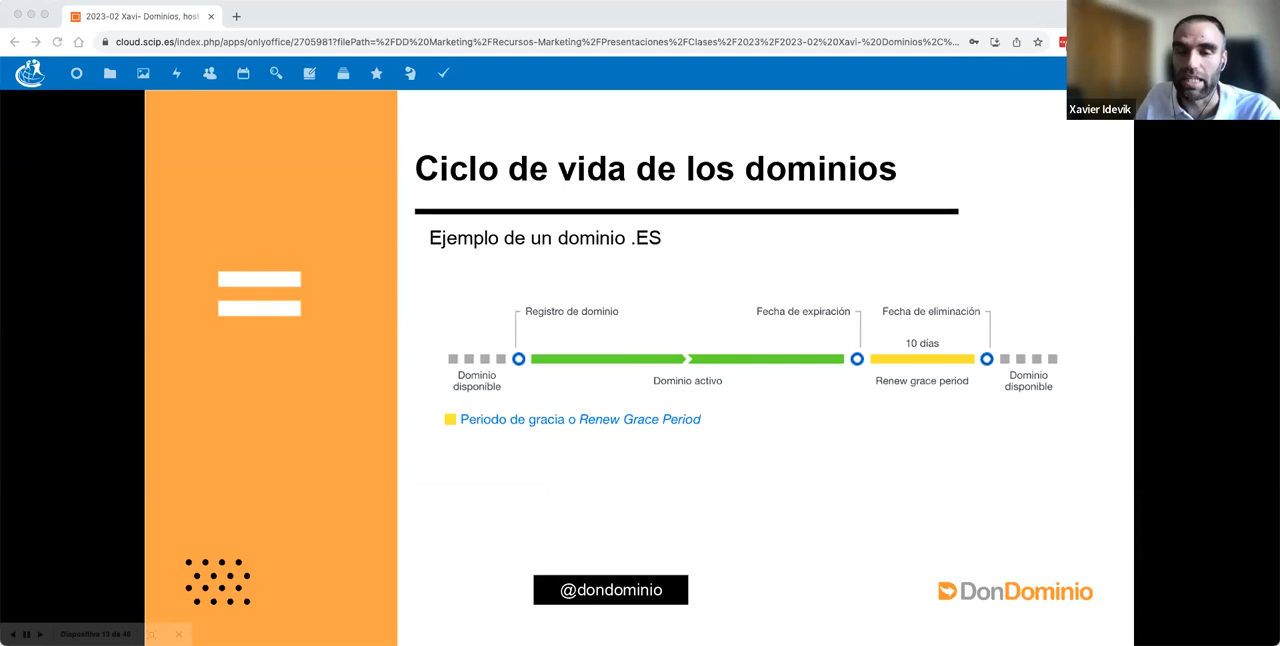 2023-02 Xavi- Dominios, host
cloud.scip.es/index.php/apps/onlyoffice/2705981?filePath=%2FDD%20Marketing%2FRecursos-Marketing%2FPresentaciones%2FClases%2F2023%2F2023-02%20Xavi-%20Dominios%2C%...
Xavier Idevik
Ciclo de vida de los dominios
Ejemplo de un dominio .ES
Registro de dominio
Fecha de expiración
Fecha de eliminación
10 días
Dominio
disponible
Dominio activo
Renew grace period
Dominio
disponible
Periodo de gracia o Renew Grace Period
@dondominio
DonDominio
Diapositiva 13 de 46